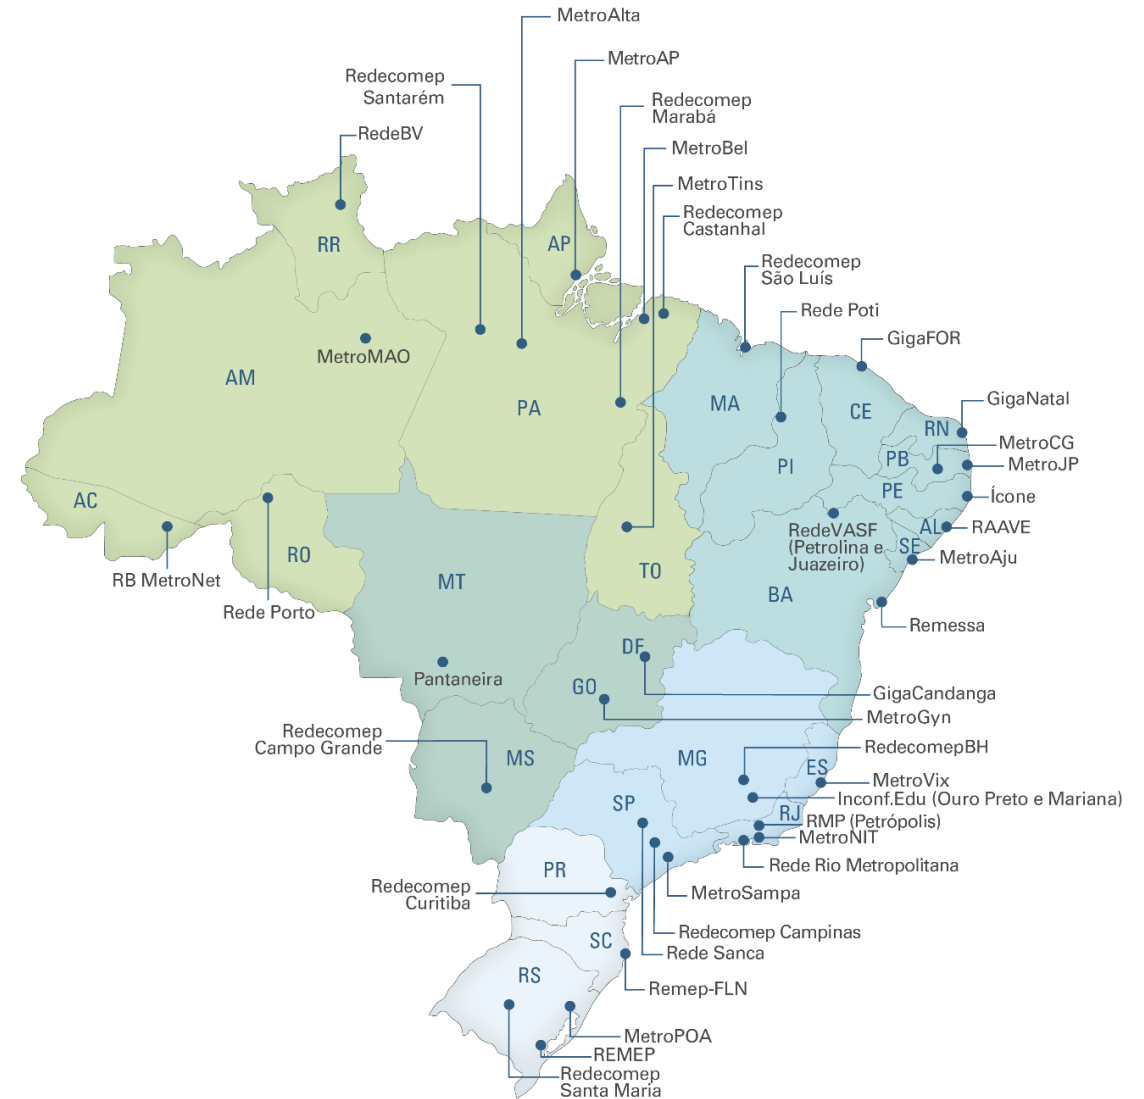 MetroAlta
MetroAP
Redecomep
Santarém
Redecomep
Marabá
RedeBV
MetroBel
MetroTins
Redecomep
Castanhal
RR
AP
Redecomep
São Luís
Rede Poti
GigaFOR
MetroMAO
AM
PA
MA
CE
GigaNatal
RN
MetroCG
PB
MetroJP
PI
PE
Ícone
AC
AL
RAAVE
RedeVASF
(Petrolina e
Juazeiro)
SE
MetroAju
RO
RB MetroNet
TO
MT
BA
Rede Porto
Remessa
DF
Pantaneira
GO
GigaCandanga
MetroGyn
Redecomep
Campo Grande
MS
MG
RedecomepBH
ES
MetroVix
Inconf.Edu (Ouro Preto e Mariana)
SP
RJ
RMP (Petrópolis)
MetroNIT
PR
Rede Rio Metropolitana
Redecomep
Curitiba
MetroSampa
Redecomep Campinas
SC
Rede Sanca
RS
Remep-FLN
MetroPOA
REMEP
Redecomep
Santa Maria